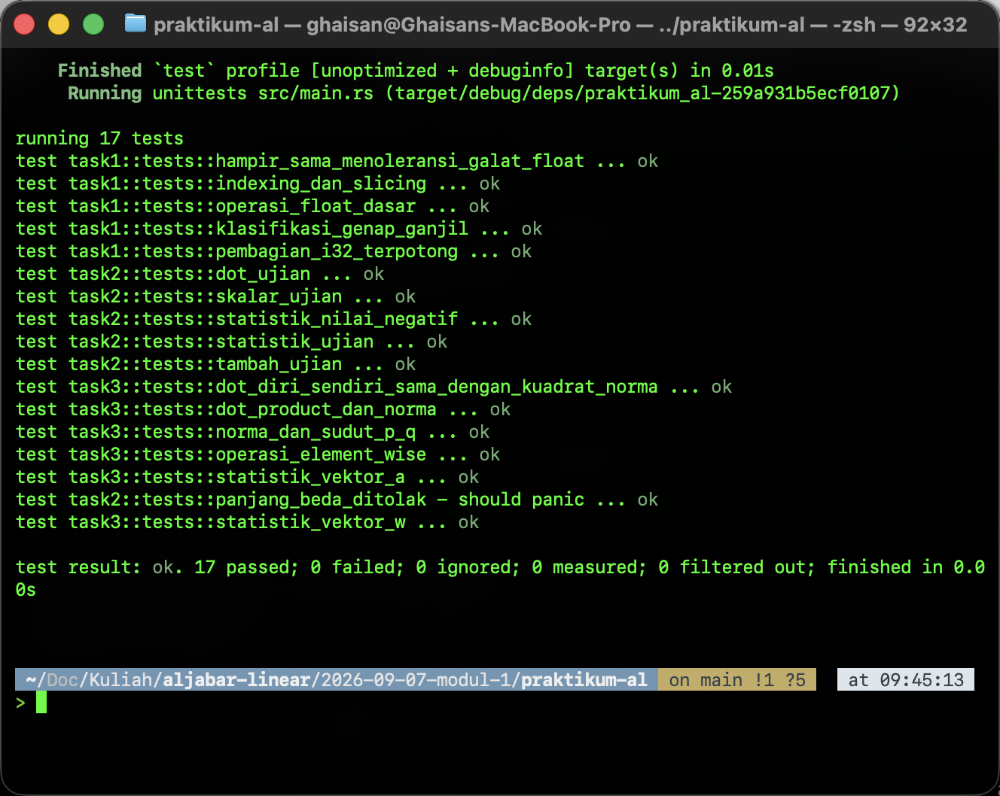 praktikum-al — ghaisan@Ghaisans-MacBook-Pro — ../praktikum-al — -zsh — 92×32
Finished `test` profile [unoptimized + debuginfo] target(s) in 0.01s
Running unittests src/main.rs (target/debug/deps/praktikum_al-259a931b5ecf0107)
running 17 tests
test task1::tests::hampir_sama_menoleransi_galat_float ... ok
test task1::tests::indexing_dan_slicing ... ok
test task1::tests::operasi_float_dasar ... ok
test task1::tests::klasifikasi_genap_ganjil ... ok
test task1::tests::pembagian_i32_terpotong ... ok
test task2::tests::dot_ujian ... ok
test task2::tests::skalar_ujian ... ok
test task2::tests::statistik_nilai_negatif ... ok
test task2::tests::statistik_ujian ... ok
test task2::tests::tambah_ujian ... ok
test task3::tests::dot_diri_sendiri_sama_dengan_kuadrat_norma ... ok
test task3::tests::dot_product_dan_norma ... ok
test task3::tests::norma_dan_sudut_p_q ... ok
test task3::tests::operasi_element_wise ... ok
test task3::tests::statistik_vektor_a ... ok
test task2::tests::panjang_beda_ditolak - should panic ... ok
test task3::tests::statistik_vektor_w ... ok
test result: ok. 17 passed; 0 failed; 0 ignored; 0 measured; 0 filtered out; finished in 0.0
0s
~/Doc/Kuliah/aljabar-linear/2026-09-07-modul-1/praktikum-al on main !1 ?5 at 09:45:13
>